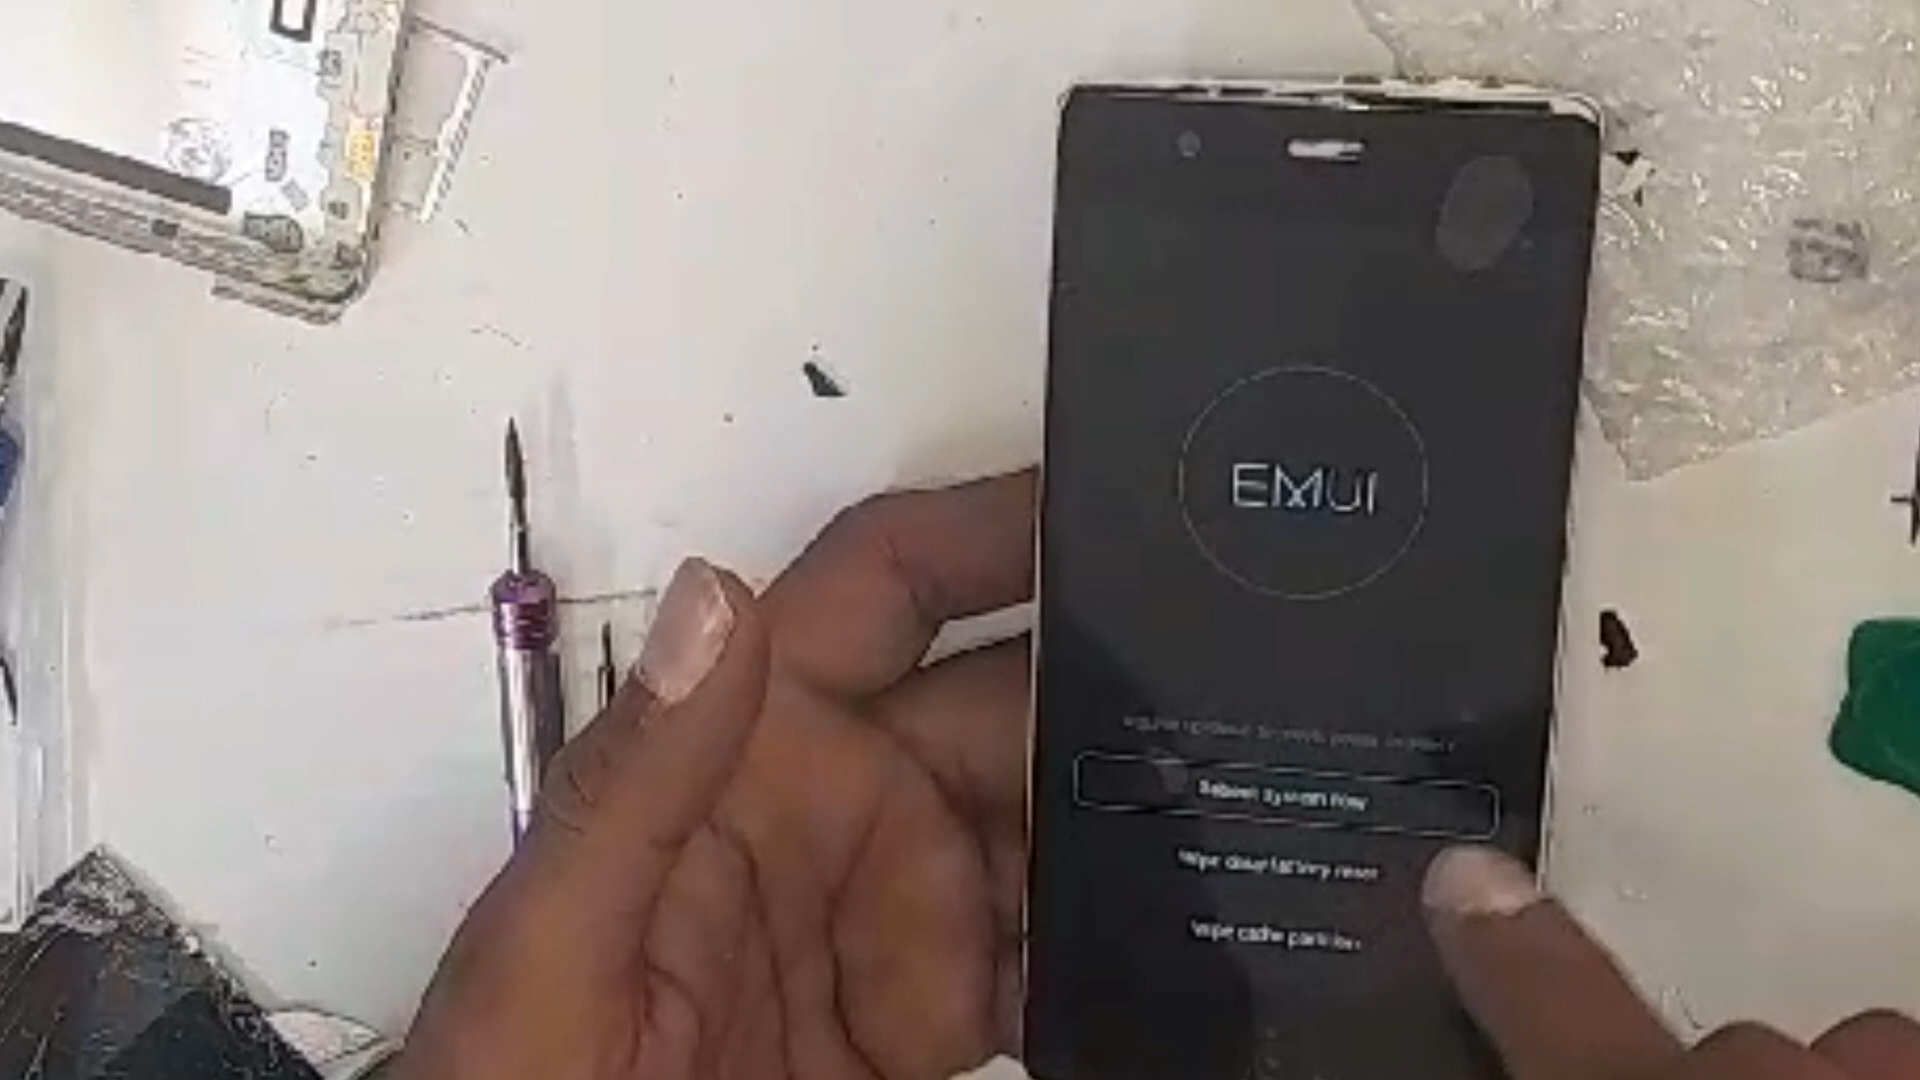 EMUI
Reboot system now
Wipe data/factory reset
Wipe cache partition